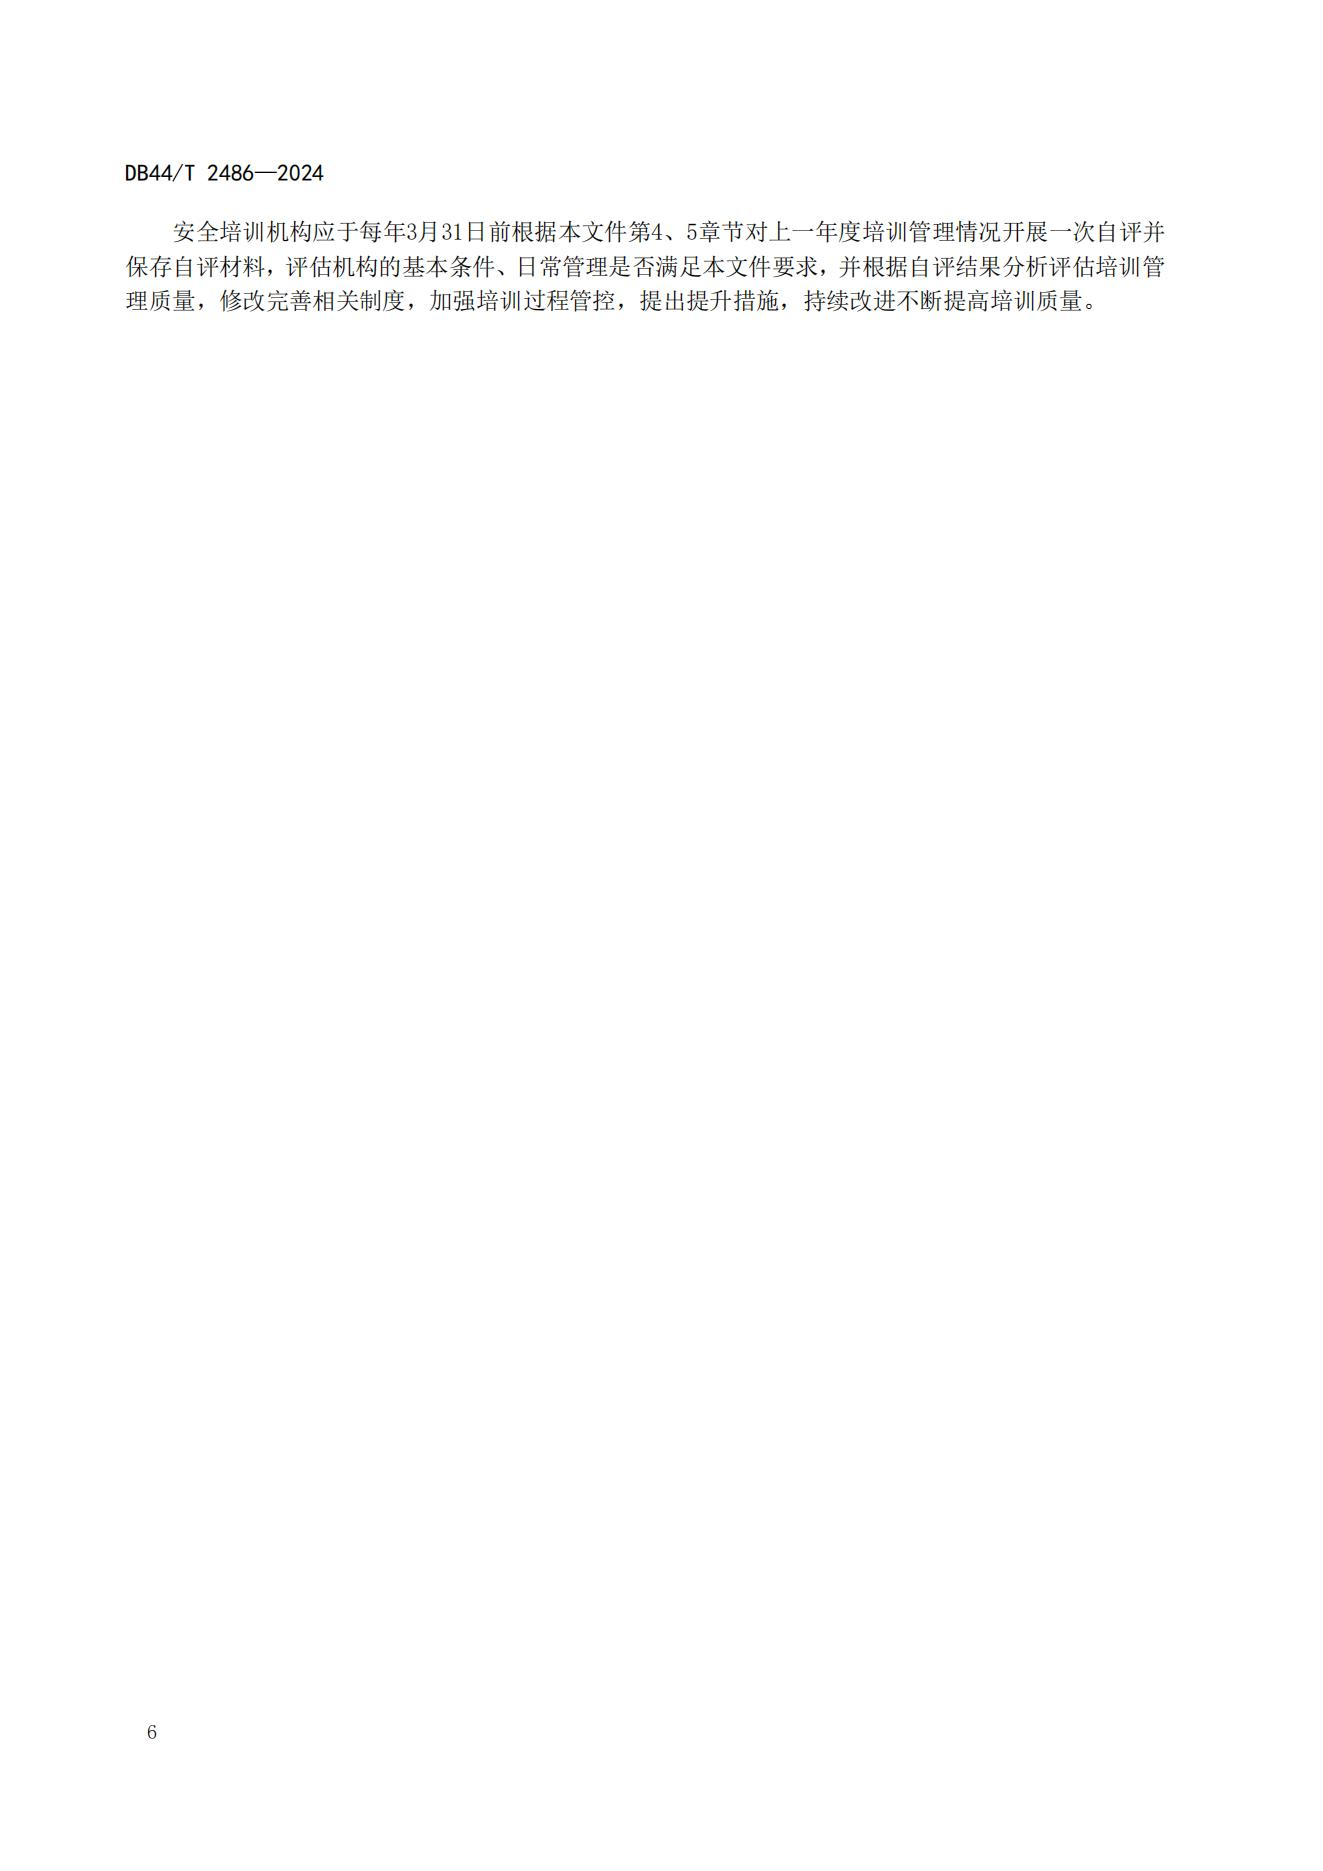 DB44/T 2486—2024
安全培训机构应于每年3月31日前根据本文件第4、5章节对上一年度培训管理情况开展一次自评并
保存自评材料，评估机构的基本条件、日常管理是否满足本文件要求，并根据自评结果分析评估培训管
理质量，修改完善相关制度，加强培训过程管控，提出提升措施，持续改进不断提高培训质量。
6